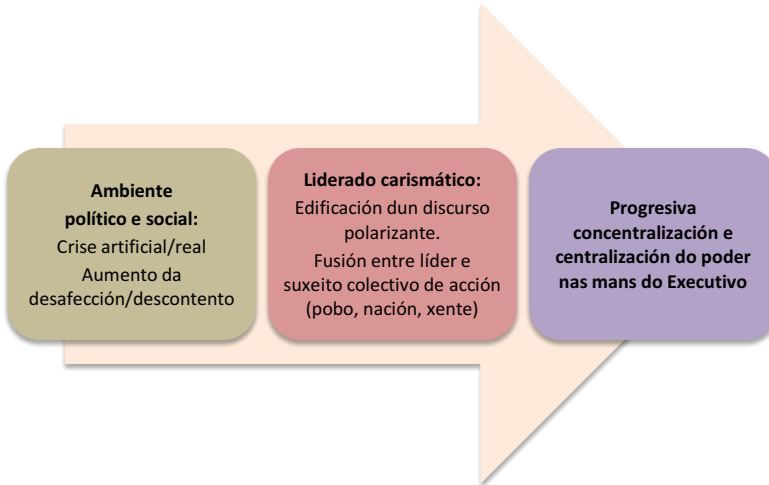 Ambiente
político e social:
Crise artificial/real
Aumento da
desafección/descontento
Liderado carismático:
Edificación dun discurso
polarizante.
Fusión entre líder e
suxeito colectivo de acción
(pobo, nación, xente)
Progresiva
concentralización e
centralización do poder
nas mans do Executivo